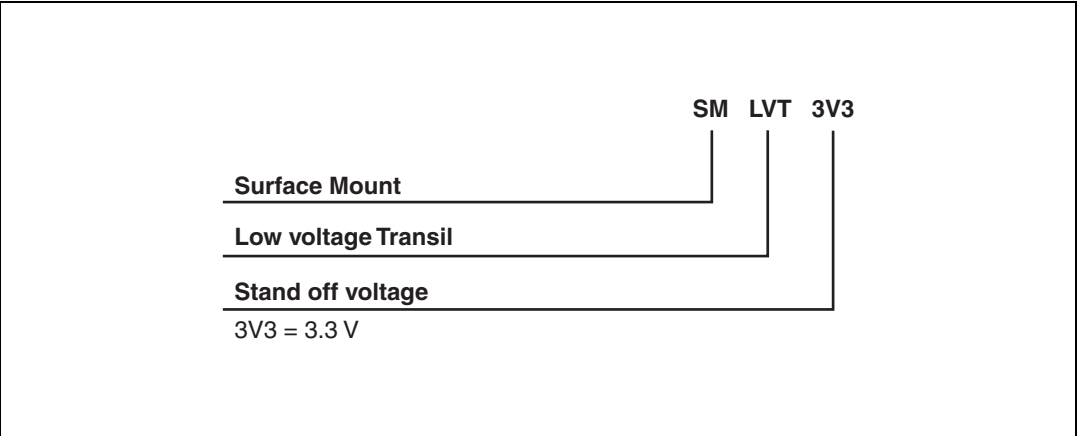 SM LVT 3V3
Surface Mount
Low voltage Transil
Stand off voltage
3V3 = 3.3 V